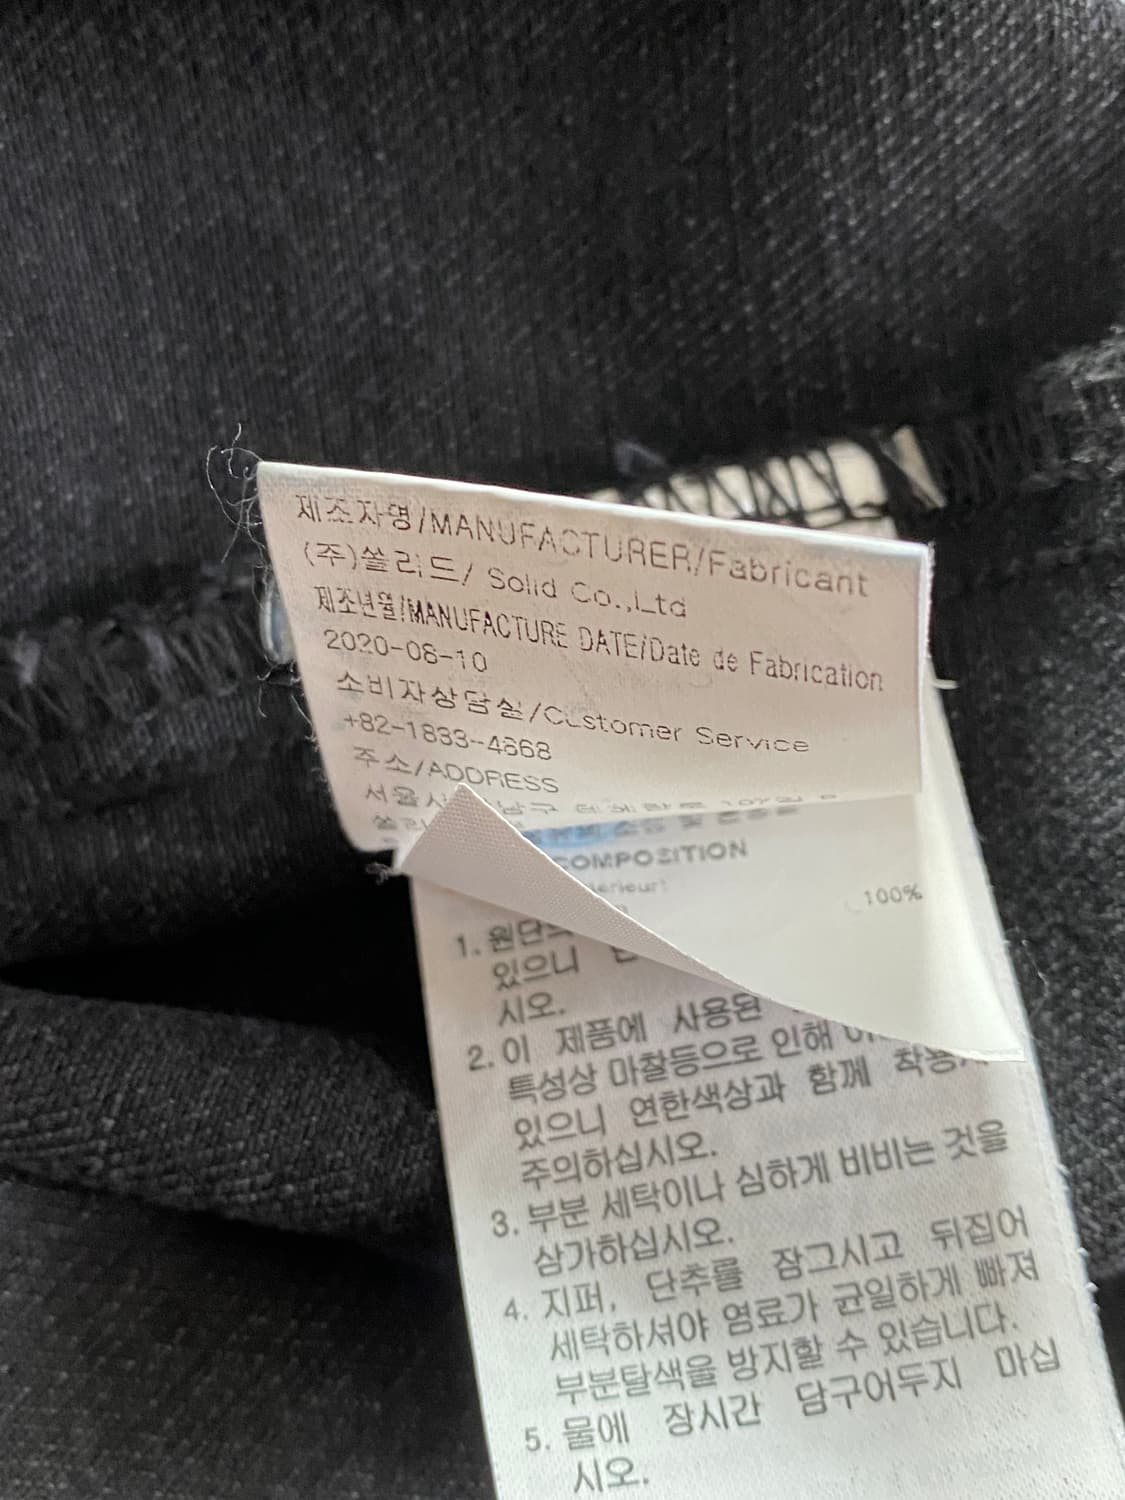 제조자명/MANUFACTURER/Fabricant
(주)쏠리드/ Solid Co.,Ltd
제조년월/MANUFACTURE DATE/Date de Fabrication
2020-06-10
소비자상담실/Customer Service
+82-1833-4668
주소/ADDRESS
COMPOSITION
100%
1. 원단
있으니
시오.
2. 이 제품에 사용된
특성상 마찰등으로 인해
있으니 연한색상과 함께
주의하십시오.
3. 부분 세탁이나 심하게 비비는 것을
삼가하십시오.
4. 지퍼, 단추를 잠그시고 뒤집어
세탁하셔야 염료가 균일하게 빠져
부분탈색을 방지할 수 있습니다.
5. 물에 장시간 담구어두지 마십
시오.